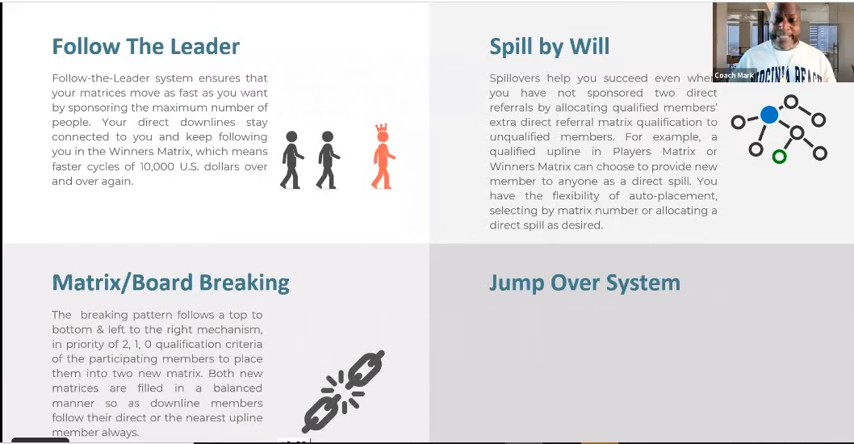 Follow The Leader
Follow-the-Leader system ensures that
your matrices move as fast as you want
by sponsoring the maximum number of
people. Your direct downlines stay
connected to you and keep following
you in the Winners Matrix, which means
faster cycles of 10,000 U.S. dollars over
and over again.
Spill by Will
Spillovers help you succeed even when
you have not sponsored two direct
referrals by allocating qualified members'
extra direct referral matrix qualification to
unqualified members. For example, a
qualified upline in Players Matrix or
Winners Matrix can choose to provide new
member to anyone as a direct spill. You
have the flexibility of auto-placement,
selecting by matrix number or allocating a
direct spill as desired.
Coach Mark
VIRGINIA BEACH
Matrix/Board Breaking
The breaking pattern follows a top to
bottom & left to the right mechanism,
in priority of 2, 1, 0 qualification criteria
of the participating members to place
them into two new matrix. Both new
matrices are filled in a balanced
manner so as downline members
follow their direct or the nearest upline
member always.
Jump Over System